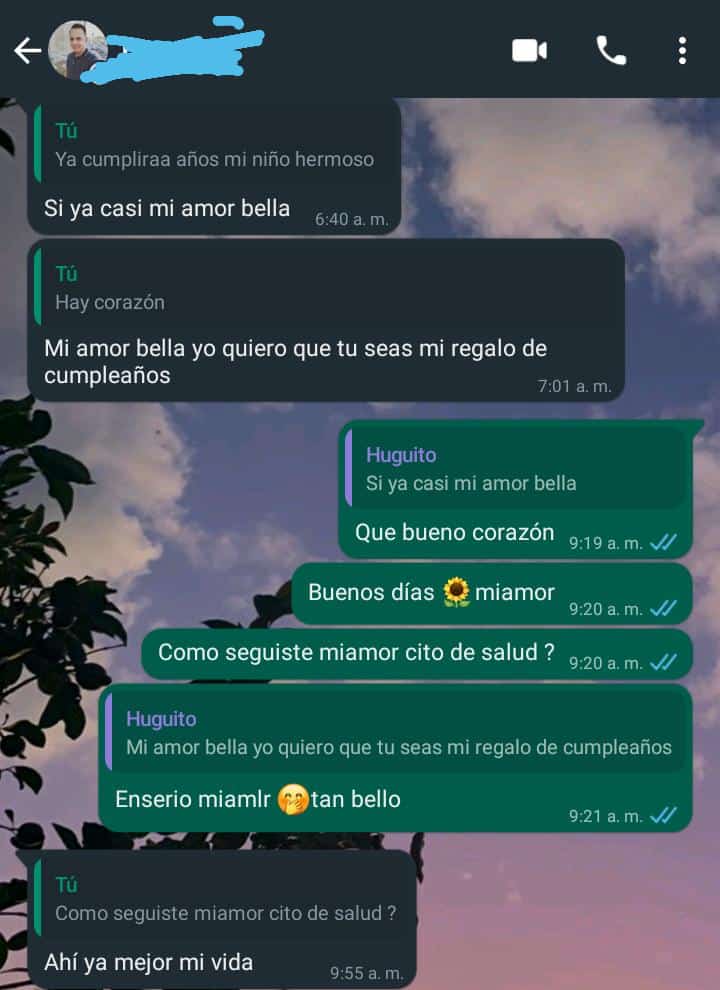 Tú
Ya cumpliraa años mi niño hermoso
Si ya casi mi amor bella
6:40 a. m.
Tú
Hay corazón
Mi amor bella yo quiero que tu seas mi regalo de
cumpleaños
7:01 a. m.
Huguito
Si ya casi mi amor bella
Que bueno corazón
9:19 a. m.
Buenos días 🌻 miamor
9:20 a. m.
Como seguiste miamor cito de salud ?
9:20 a. m.
Huguito
Mi amor bella yo quiero que tu seas mi regalo de cumpleaños
Enserio miamlr 🤭 tan bello
9:21 a. m.
Tú
Como seguiste miamor cito de salud ?
Ahí ya mejor mi vida
9:55 a. m.